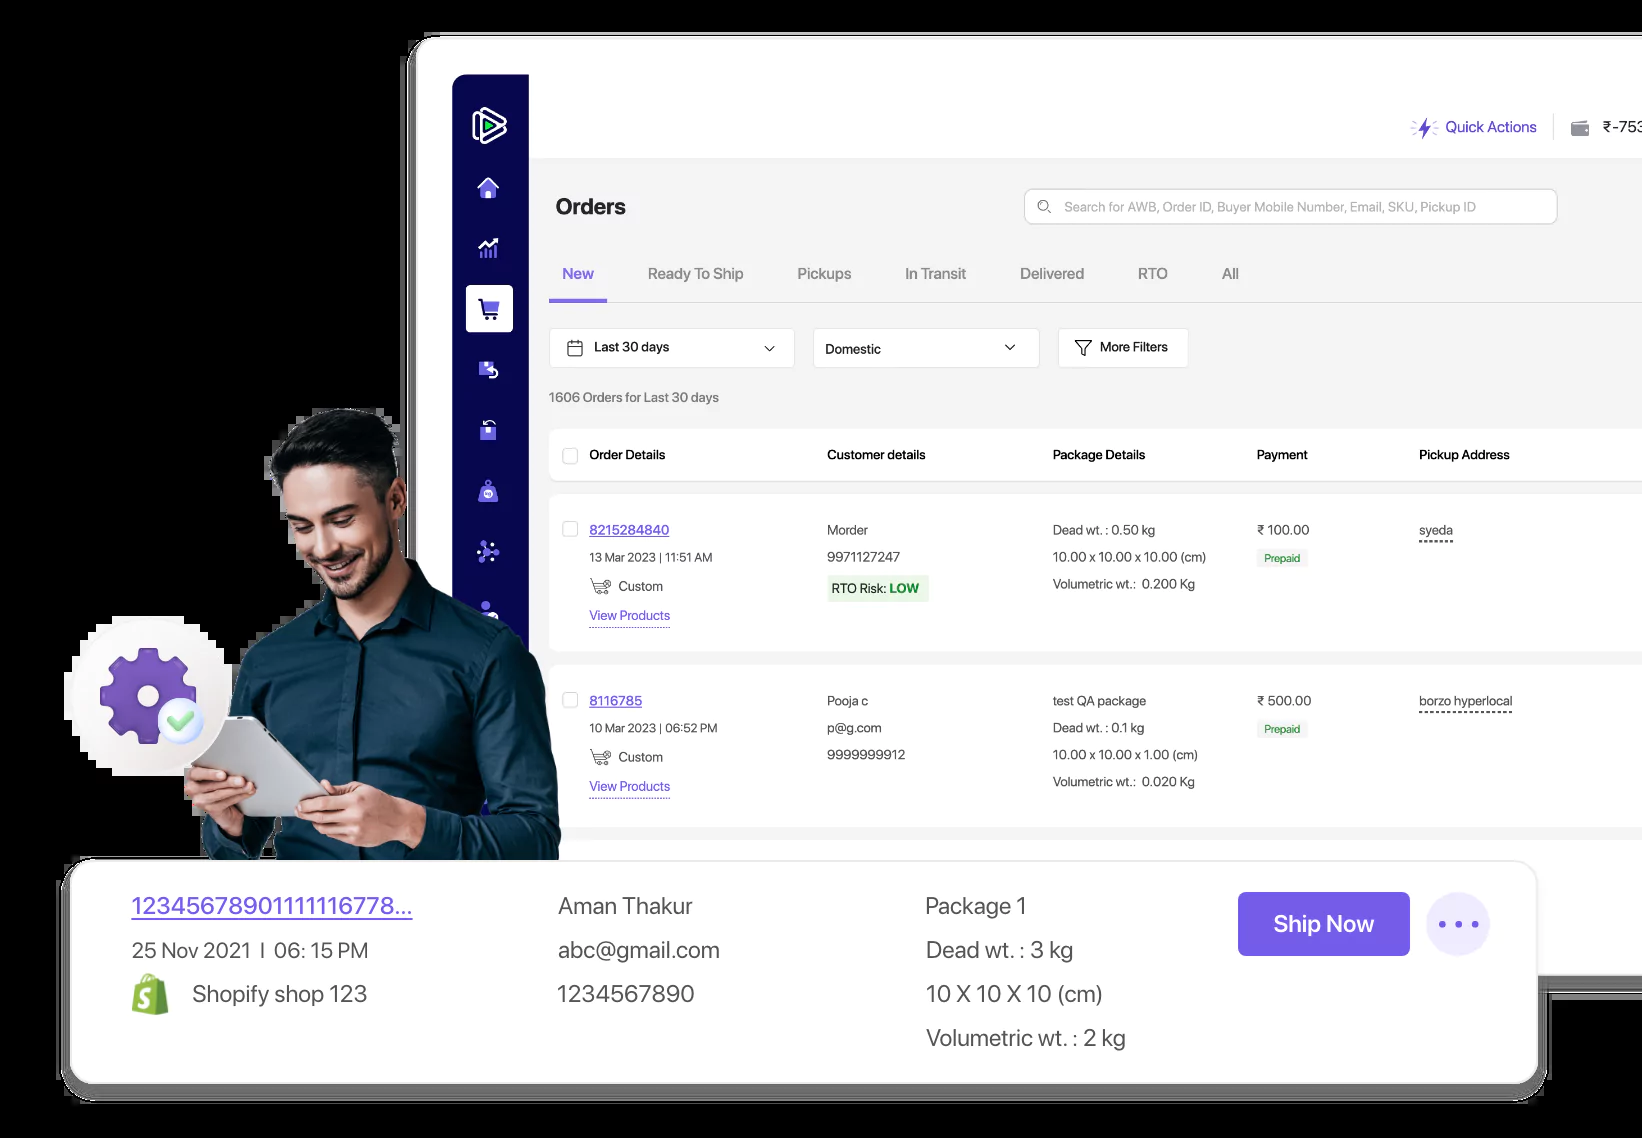 Quick Actions
₹-753
Orders
Search for AWB, Order ID, Buyer Mobile Number, Email, SKU, Pickup ID
New Ready To Ship Pickups In Transit Delivered RTO All
Last 30 days Domestic More Filters
1606 Orders for Last 30 days
Order Details Customer details Package Details Payment Pickup Address
8215284840 Morder Dead wt. : 0.50 kg ₹ 100.00 syeda
13 Mar 2023 | 11:51 AM 9971127247 10.00 x 10.00 x 10.00 (cm) Prepaid
Custom RTO Risk: LOW Volumetric wt.: 0.200 Kg
View Products
8116785 Pooja c test QA package ₹ 500.00 borzo hyperlocal
10 Mar 2023 | 06:52 PM p@g.com Dead wt. : 0.1 kg Prepaid
Custom 9999999912 10.00 x 10.00 x 1.00 (cm)
View Products Volumetric wt.: 0.020 Kg
12345678901111116778... Aman Thakur Package 1 Ship Now
25 Nov 2021 | 06: 15 PM abc@gmail.com Dead wt. : 3 kg
Shopify shop 123 1234567890 10 X 10 X 10 (cm)
Volumetric wt. : 2 kg